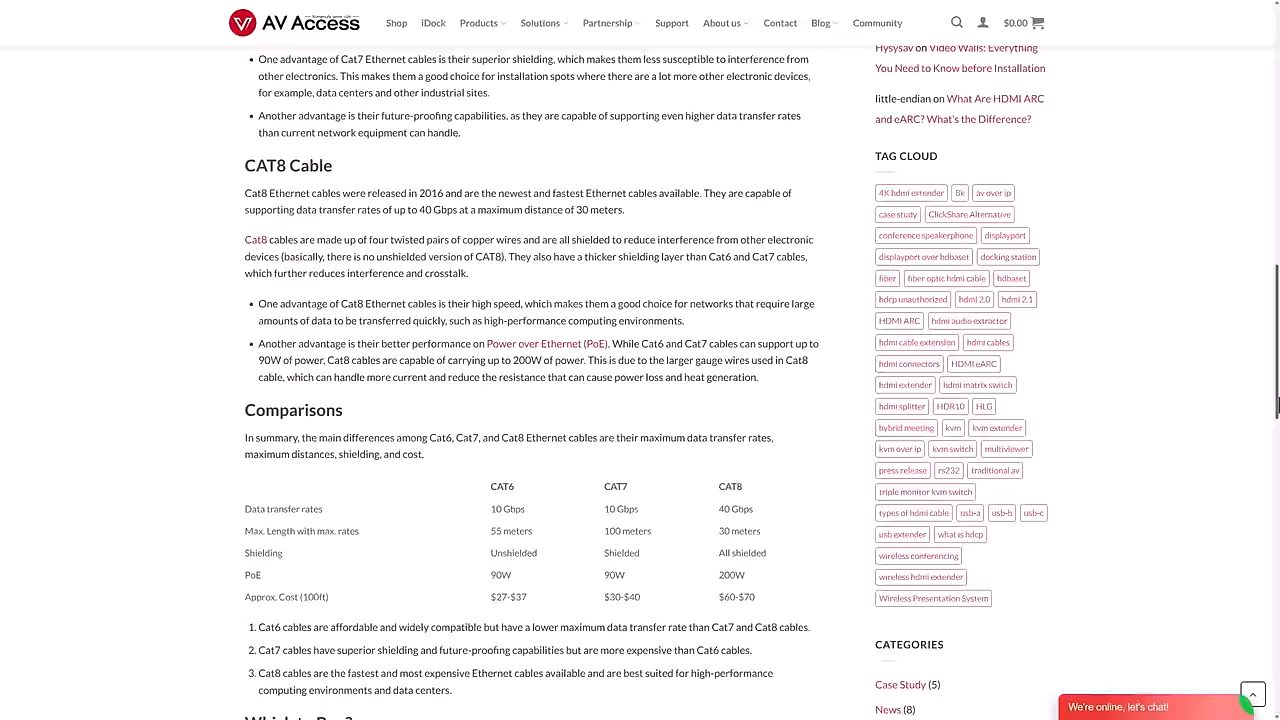 AV Access
Shop
iDock
Products
Solutions
Partnership
Support
About us
Contact
Blog
Community
$0.00
One advantage of Cat7 Ethernet cables is their superior shielding, which makes them less susceptible to interference from
other electronics. This makes them a good choice for installation spots where there are a lot more other electronic devices,
for example, data centers and other industrial sites.
Another advantage is their future-proofing capabilities, as they are capable of supporting even higher data transfer rates
than current network equipment can handle.
CAT8 Cable
Cat8 Ethernet cables were released in 2016 and are the newest and fastest Ethernet cables available. They are capable of
supporting data transfer rates of up to 40 Gbps at a maximum distance of 30 meters.
Cat8 cables are made up of four twisted pairs of copper wires and are all shielded to reduce interference from other electronic
devices (basically, there is no unshielded version of CAT8). They also have a thicker shielding layer than Cat6 and Cat7 cables,
which further reduces interference and crosstalk.
One advantage of Cat8 Ethernet cables is their high speed, which makes them a good choice for networks that require large
amounts of data to be transferred quickly, such as high-performance computing environments.
Another advantage is their better performance on Power over Ethernet (PoE). While Cat6 and Cat7 cables can support up to
90W of power, Cat8 cables are capable of carrying up to 200W of power. This is due to the larger gauge wires used in Cat8
cable, which can handle more current and reduce the resistance that can cause power loss and heat generation.
Comparisons
In summary, the main differences among Cat6, Cat7, and Cat8 Ethernet cables are their maximum data transfer rates,
maximum distances, shielding, and cost.
CAT6 CAT7 CAT8
Data transfer rates 10 Gbps 10 Gbps 40 Gbps
Max. Length with max. rates 55 meters 100 meters 30 meters
Shielding Unshielded Shielded All shielded
PoE 90W 90W 200W
Approx. Cost (100ft) $27-$37 $30-$40 $60-$70
1. Cat6 cables are affordable and widely compatible but have a lower maximum data transfer rate than Cat7 and Cat8 cables.
2. Cat7 cables have superior shielding and future-proofing capabilities but are more expensive than Cat6 cables.
3. Cat8 cables are the fastest and most expensive Ethernet cables available and are best suited for high-performance
computing environments and data centers.
Hysysav on Video Walls: Everything
You Need to Know before Installation
little-endian on What Are HDMI ARC
and eARC? What's the Difference?
TAG CLOUD
4K hdmi extender 8k av over ip
case study ClickShare Alternative
conference speakerphone displayport
displayport over hdbaset docking station
fiber fiber optic hdmi cable hdbaset
hdcp unauthorized hdmi 2.0 hdmi 2.1
HDMI ARC hdmi audio extractor
hdmi cable extension hdmi cables
hdmi connectors HDMI eARC
hdmi extender hdmi matrix switch
hdmi splitter HDR10 HLG
hybrid meeting kvm kvm extender
kvm over ip kvm switch multiviewer
press release rs232 traditional av
triple monitor kvm switch
types of hdmi cable usb-a usb-b usb-c
usb extender what is hdcp
wireless conferencing
wireless hdmi extender
Wireless Presentation System
CATEGORIES
Case Study (5)
News (8)
We're online, let's chat!